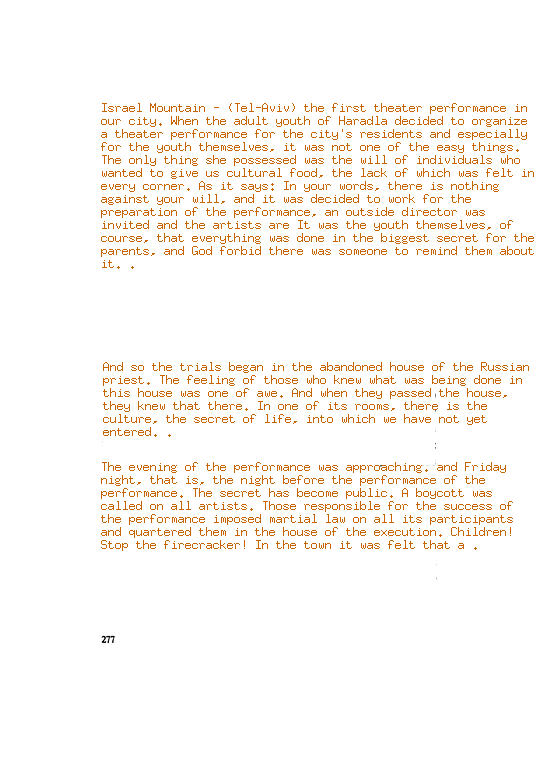 Israel Mountain - (Tel-Aviv) the first theater performance in
our city. When the adult youth of Haradla decided to organize
a theater performance for the city's residents and especially
for the youth themselves, it was not one of the easy things.
The only thing she possessed was the will of individuals who
wanted to give us cultural food, the lack of which was felt in
every corner. As it says: In your words, there is nothing
against your will, and it was decided to work for the
preparation of the performance, an outside director was
invited and the artists are It was the youth themselves, of
course, that everything was done in the biggest secret for the
parents, and God forbid there was someone to remind them about
it. .
And so the trials began in the abandoned house of the Russian
priest. The feeling of those who knew what was being done in
this house was one of awe. And when they passed the house,
they knew that there. In one of its rooms, there is the
culture, the secret of life, into which we have not yet
entered. .
The evening of the performance was approaching. and Friday
night, that is, the night before the performance of the
performance. The secret has become public. A boycott was
called on all artists. Those responsible for the success of
the performance imposed martial law on all its participants
and quartered them in the house of the execution. Children!
Stop the firecracker! In the town it was felt that a .
277